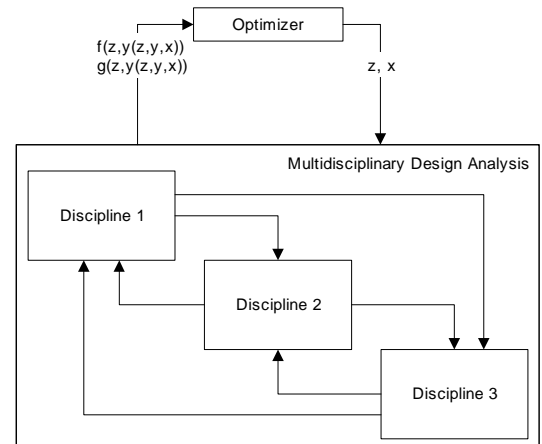 Optimizer
f(z,y(z,y,x))
g(z,y(z,y,x))
z, x
Multidisciplinary Design Analysis
Discipline 1
Discipline 2
Discipline 3